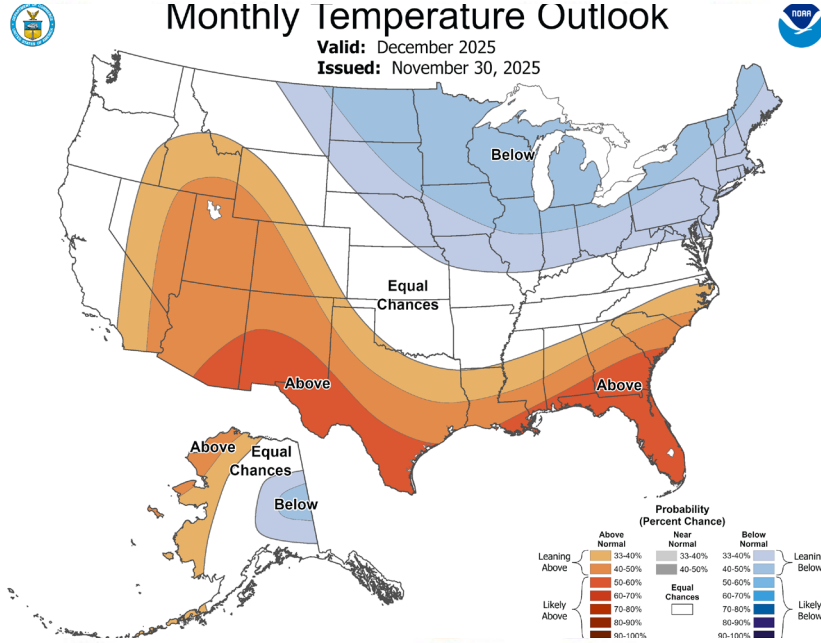 Monthly Temperature Outlook
Valid: December 2025
Issued: November 30, 2025
NOAA
Below
Equal
Chances
Above
Above
Above
Equal
Chances
Below
Probability
(Percent Chance)
Above
Normal
Near
Normal
Below
Normal
Leaning
Above
33-40%
40-50%
33-40%
40-50%
33-40%
40-50%
Leanin
Below
Likely
Above
50-60%
60-70%
70-80%
80-90%
90-100%
Equal
Chances
50-60%
60-70%
70-80%
80-90%
90-100%
Likely
Below